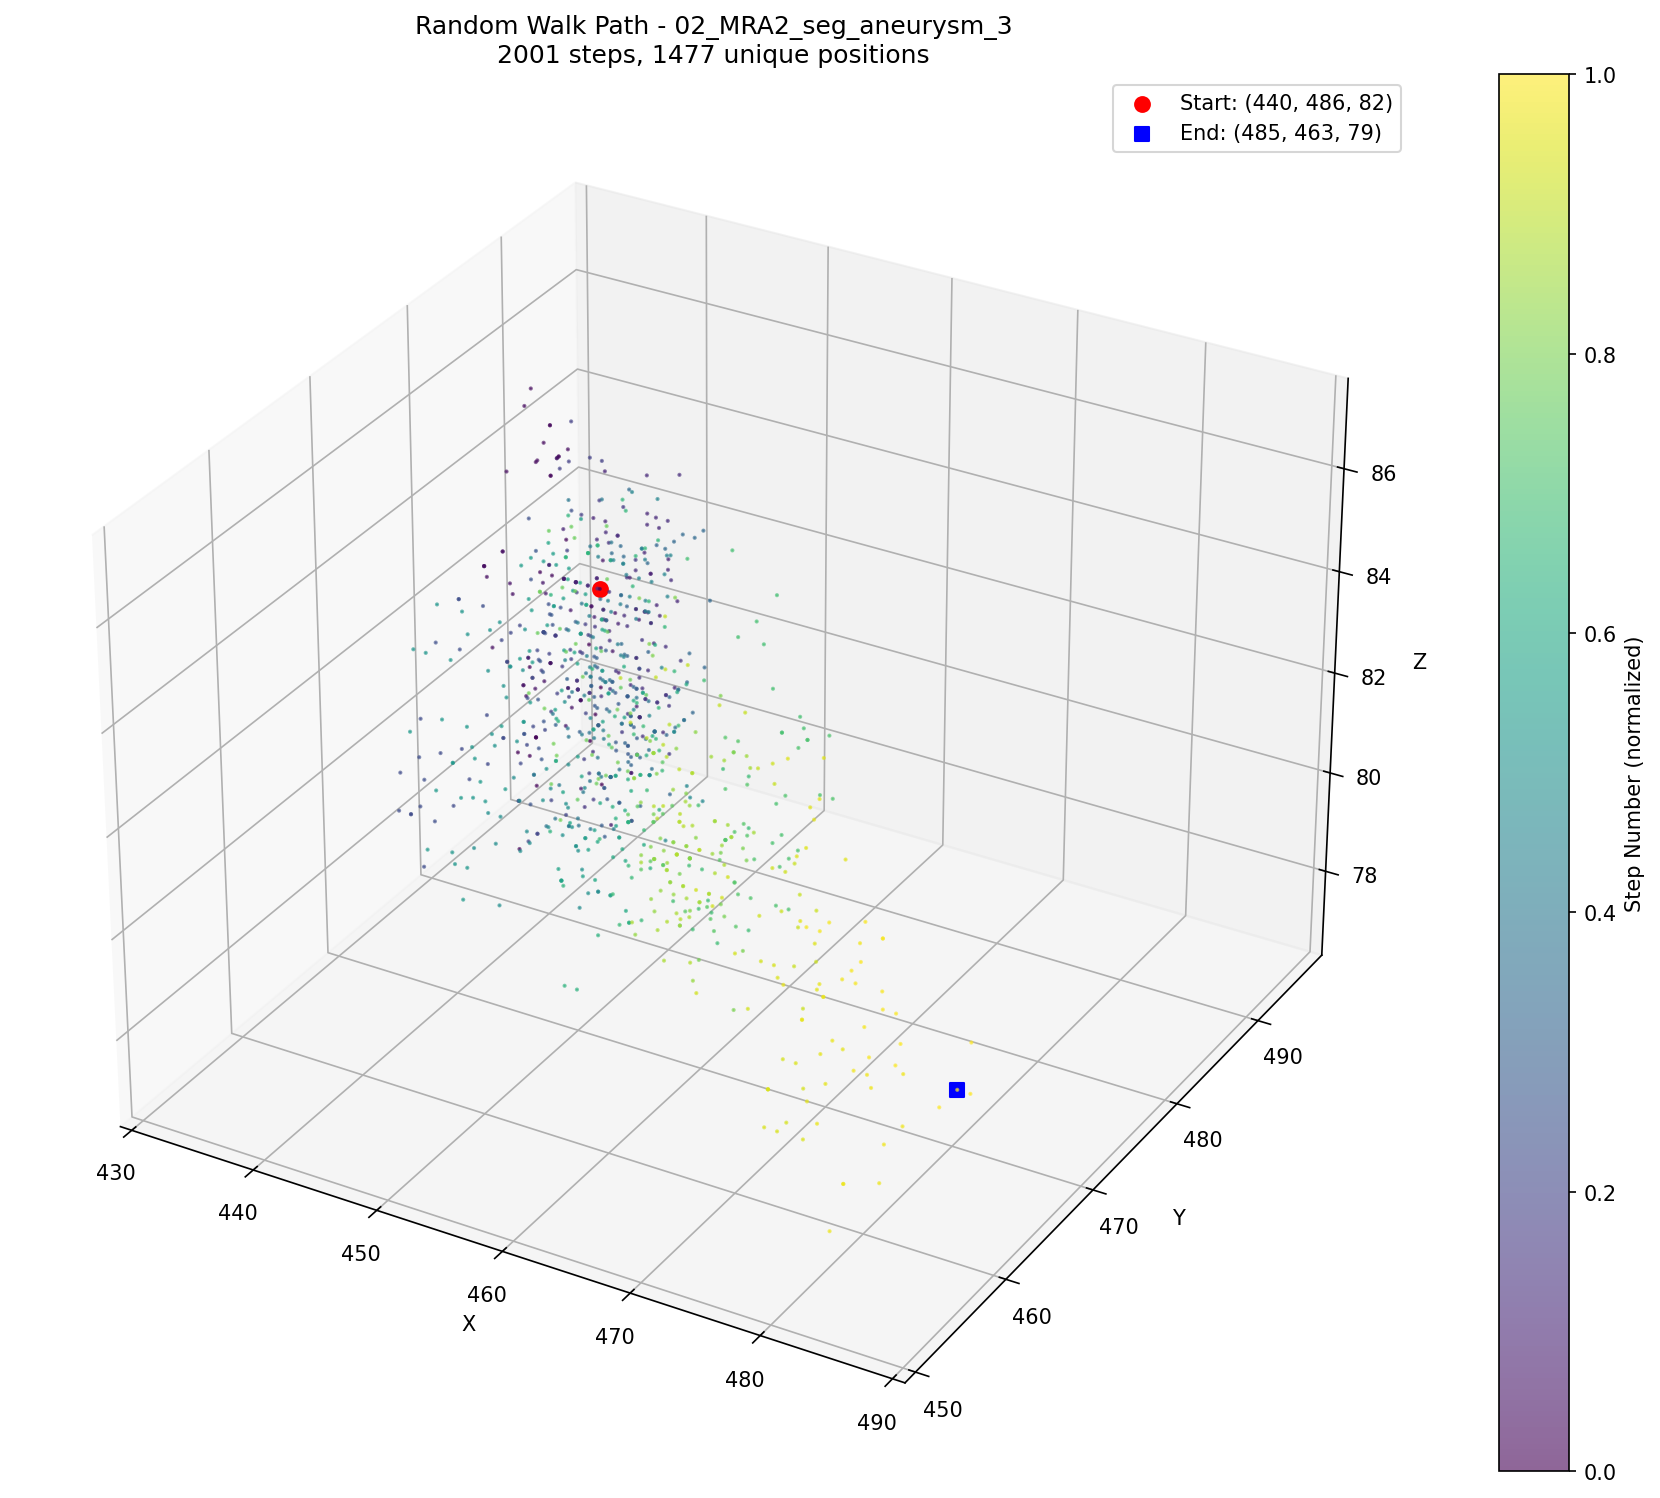 Random Walk Path - 02_MRA2_seg_aneurysm_3
2001 steps, 1477 unique positions
Start: (440, 486, 82)
End: (485, 463, 79)
1.0
0.8
0.6
0.4
0.2
0.0
Step Number (normalized)
86
84
82
80
78
Z
490
480
470
460
450
Y
430
440
450
460
470
480
490
X